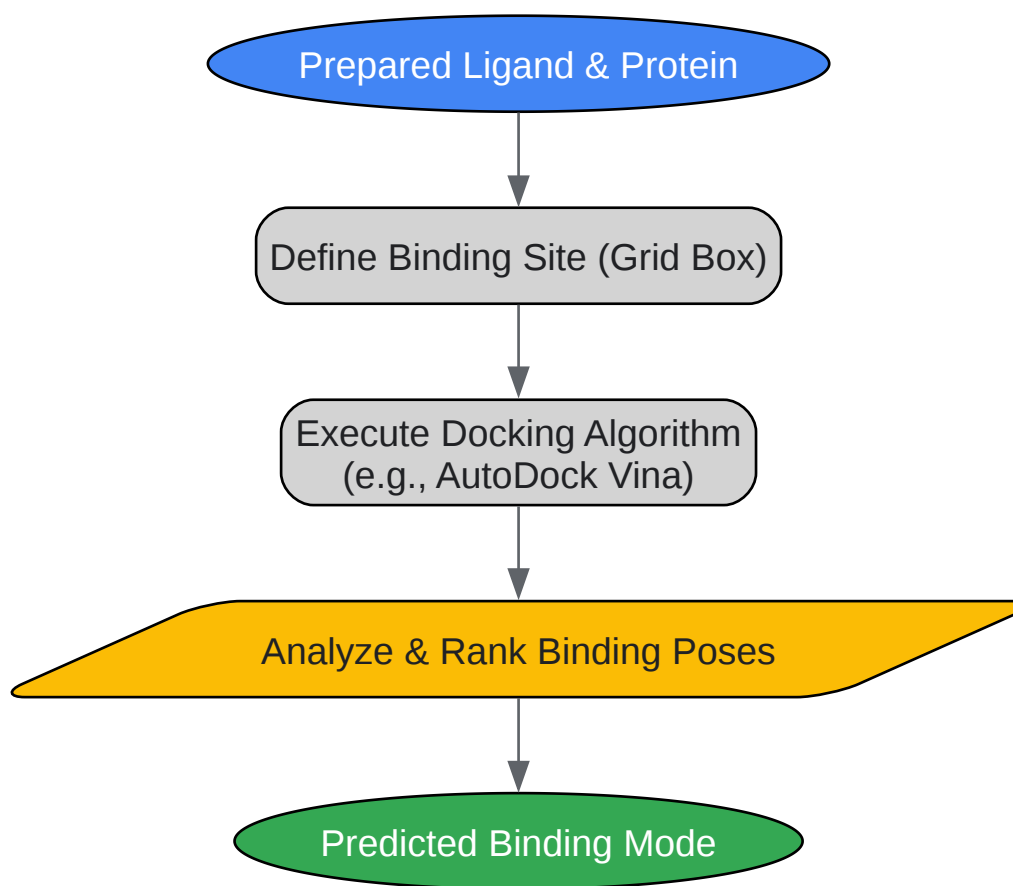 Prepared Ligand & Protein
Define Binding Site (Grid Box)
Execute Docking Algorithm
(e.g., AutoDock Vina)
Analyze & Rank Binding Poses
Predicted Binding Mode